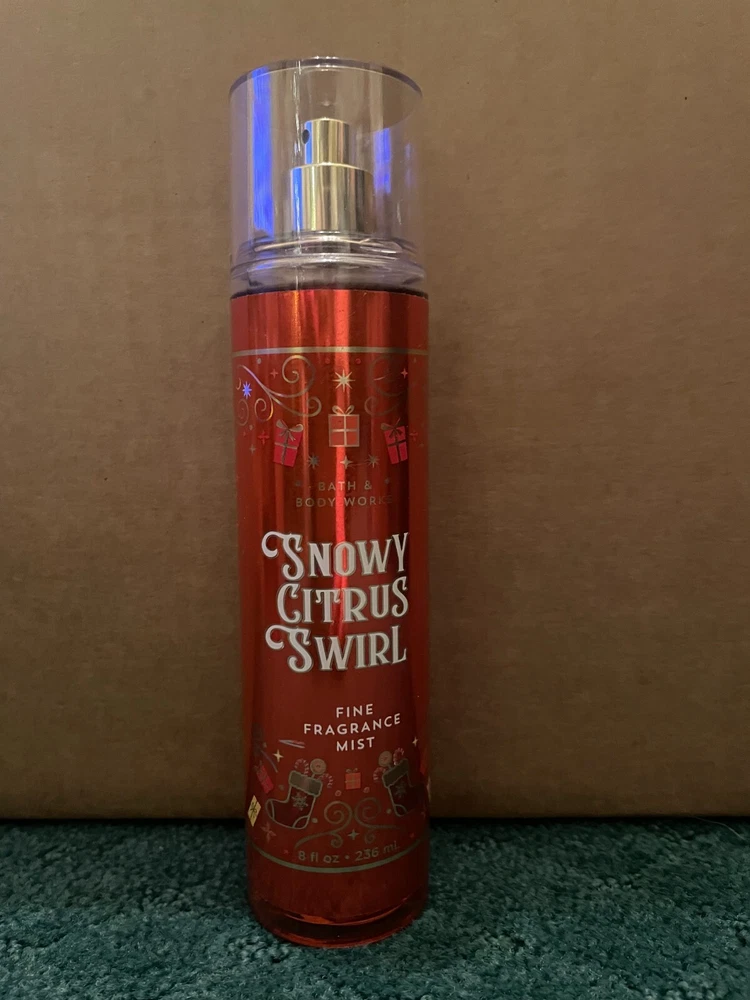 BATH &
BODY WORKS
SNOWY
CITRUS
SWIRL
FINE
FRAGRANCE
MIST
8 fl oz • 236 mL